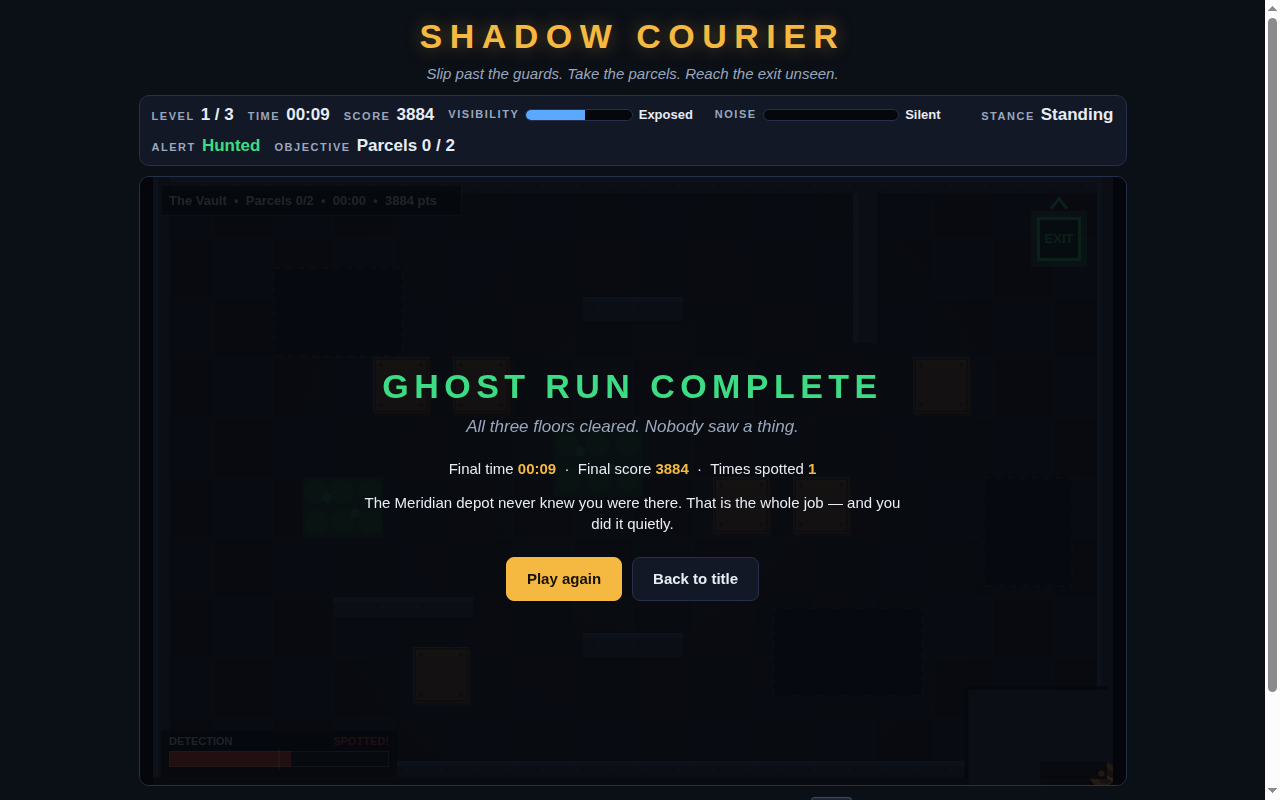 SHADOW COURIER
Slip past the guards. Take the parcels. Reach the exit unseen.
LEVEL 1 / 3 TIME 00:09 SCORE 3884 VISIBILITY Exposed NOISE Silent STANCE Standing
ALERT Hunted OBJECTIVE Parcels 0 / 2
The Vault • Parcels 0/2 • 00:00 • 3884 pts
EXIT
GHOST RUN COMPLETE
All three floors cleared. Nobody saw a thing.
Final time 00:09 · Final score 3884 · Times spotted 1
The Meridian depot never knew you were there. That is the whole job — and you
did it quietly.
Play again Back to title
DETECTION SPOTTED!